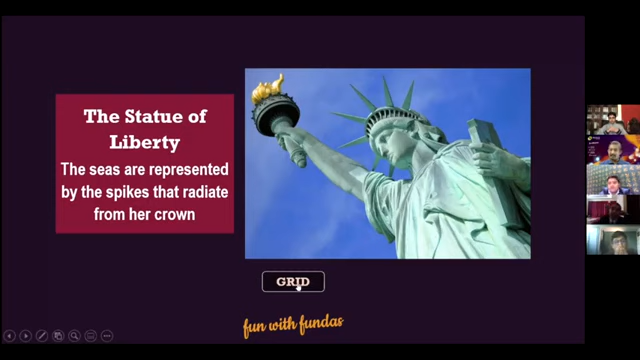 The Statue of
Liberty
The seas are represented
by the spikes that radiate
from her crown
GRID
fun with fundas